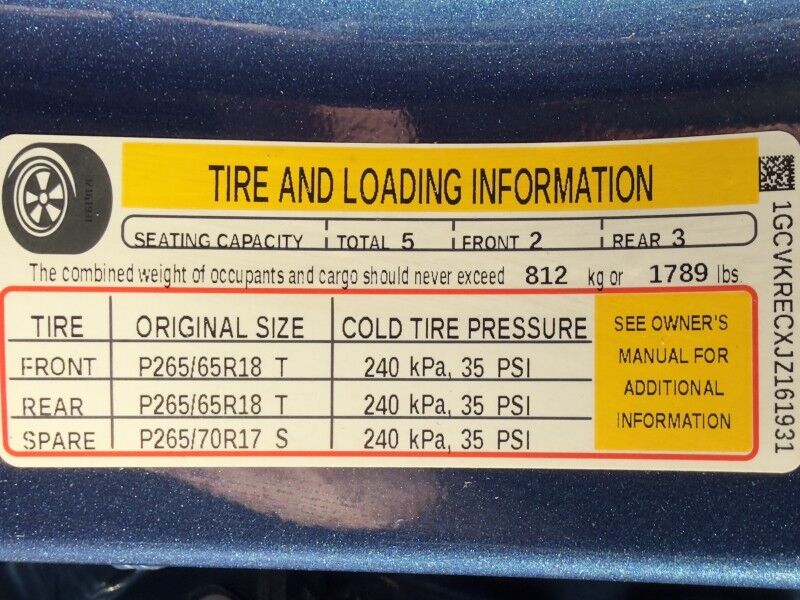 TIRE AND LOADING INFORMATION
SEATING CAPACITY TOTAL 5 FRONT 2 REAR 3
The combined weight of occupants and cargo should never exceed 812 kg or 1789 lbs
TIRE ORIGINAL SIZE COLD TIRE PRESSURE
FRONT P265/65R18 T 240 kPa, 35 PSI
REAR P265/65R18 T 240 kPa, 35 PSI
SPARE P265/70R17 S 240 kPa, 35 PSI
SEE OWNER'S
MANUAL FOR
ADDITIONAL
INFORMATION
1GCVKRECXJZ161931